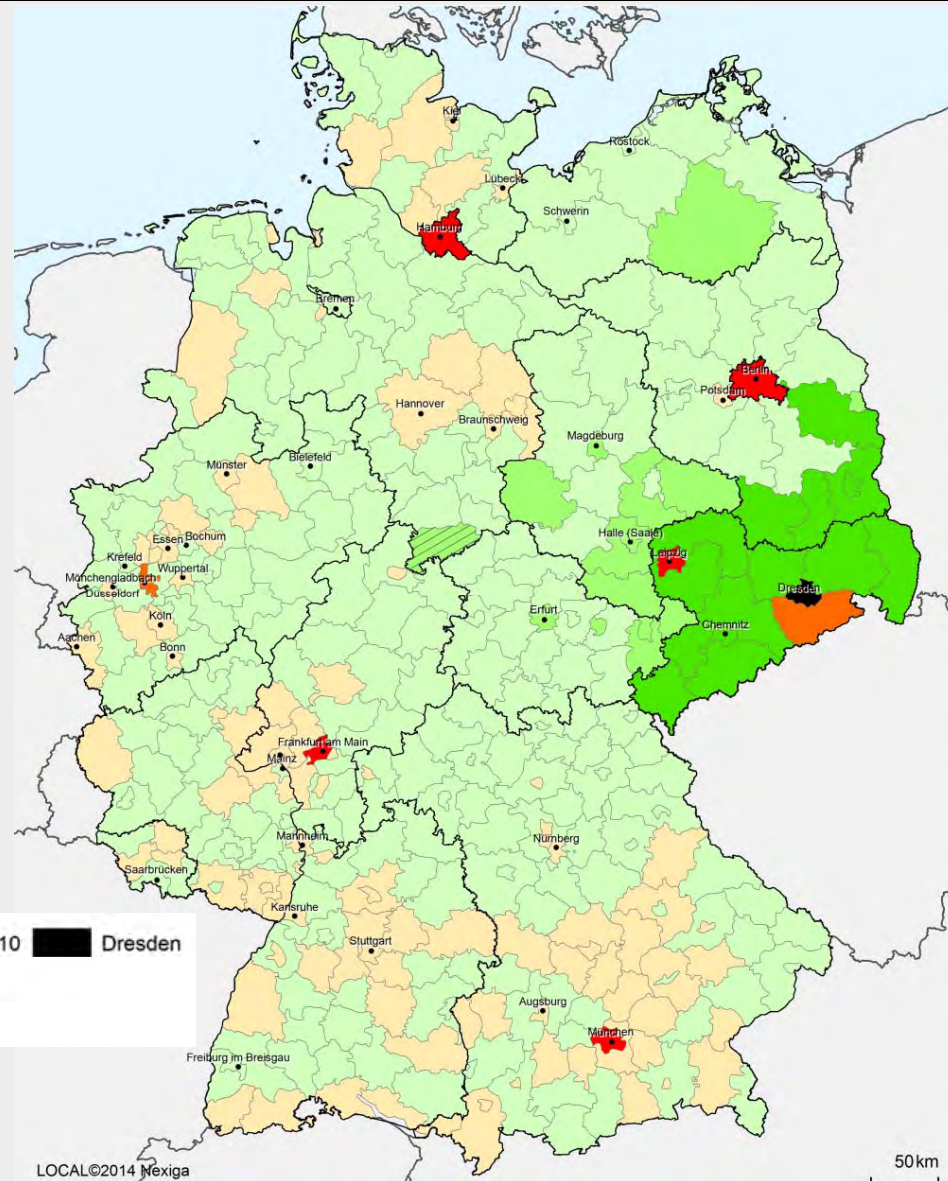 Kiel
Rostock
Lübeck
Schwerin
Hamburg
Bremen
Berlin
Potsdam
Hannover
Braunschweig
Magdeburg
Bielefeld
Münster
Halle (Saale)
Essen
Bochum
Krefeld
Leipzig
Mönchengladbach
Wuppertal
Düsseldorf
Dresden
Erfurt
Köln
Chemnitz
Aachen
Bonn
Frankfurt am Main
Mainz
Mannheim
Nürnberg
Saarbrücken
Karlsruhe
10 Dresden
Stuttgart
Augsburg
München
Freiburg im Breisgau
LOCAL©2014 Nexiga
50 km